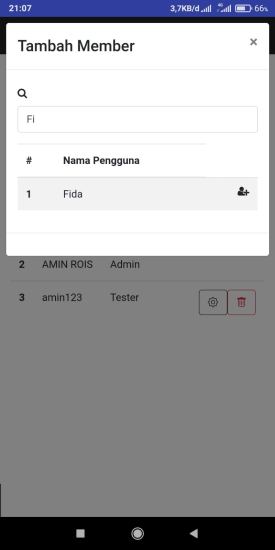 21:07 3,7KB/d 4G 66%
Tambah Member ×
Fi
# Nama Pengguna
1 Fida
2 AMIN ROIS Admin
3 amin123 Tester